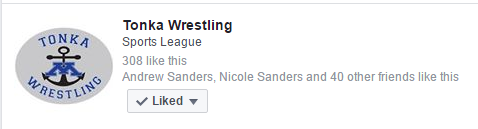 TONKA
M
WRESTLING
Tonka Wrestling
Sports League
308 like this
Andrew Sanders, Nicole Sanders and 40 other friends like this
Liked